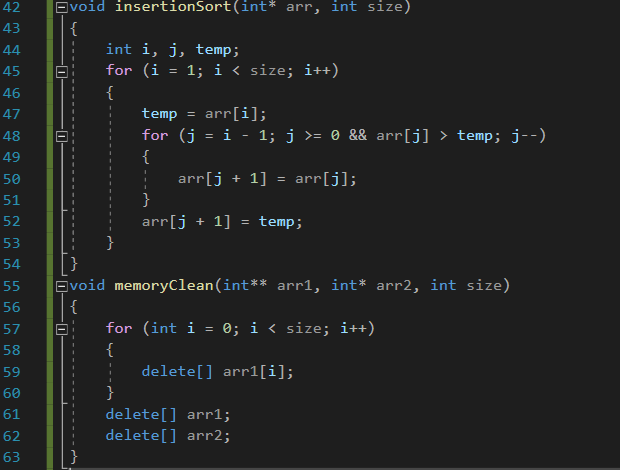 42 void insertionSort(int* arr, int size)
43 {
44 int i, j, temp;
45 for (i = 1; i < size; i++)
46 {
47 temp = arr[i];
48 for (j = i - 1; j >= 0 && arr[j] > temp; j--)
49 {
50 arr[j + 1] = arr[j];
51 }
52 arr[j + 1] = temp;
53 }
54 }
55 void memoryClean(int** arr1, int* arr2, int size)
56 {
57 for (int i = 0; i < size; i++)
58 {
59 delete[] arr1[i];
60 }
61 delete[] arr1;
62 delete[] arr2;
63 }